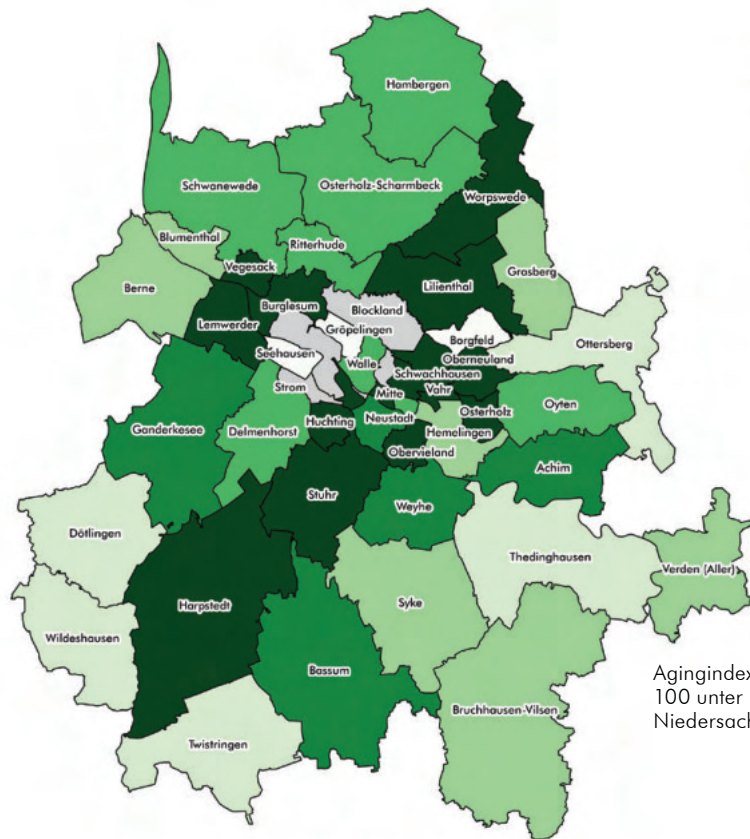 Hambergen
Schwanewede
Osterholz-Scharmbeck
Worpswede
Blumenthal
Ritterhude
Vegesack
Grasberg
Berne
Lilienthal
Burglesum
Blockland
Lemwerder
Gröpelingen
Borgfeld
Ottersberg
Seehausen
Oberneuland
Walle
Schwachhausen
Strom
Vahr
Mitte
Oyten
Huchting
Neustadt
Osterholz
Ganderkesee
Delmenhorst
Hemelingen
Obervieland
Achim
Stuhr
Weyhe
Dötlingen
Thedinghausen
Verden (Aller)
Harpstedt
Syke
Wildeshausen
Bassum
Agingindex
100 unter
Bruchhausen-Vilsen
Niedersach
Twistringen